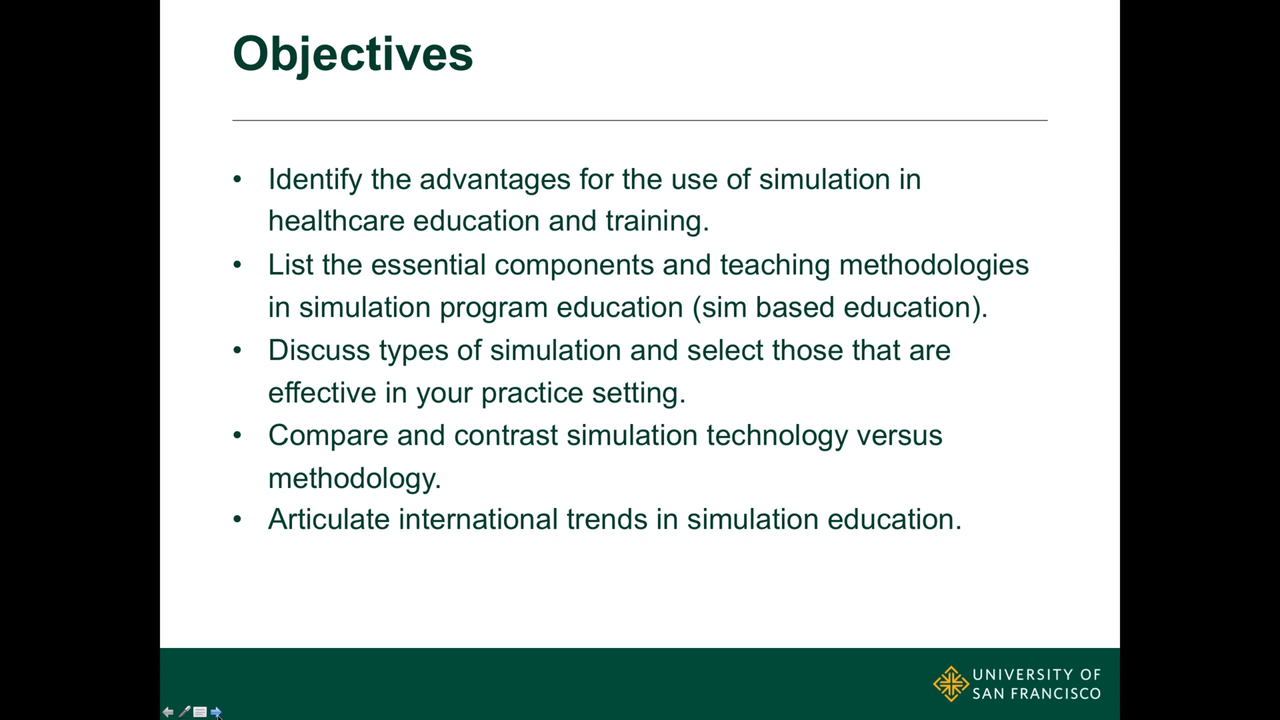 Objectives
• Identify the advantages for the use of simulation in
healthcare education and training.
• List the essential components and teaching methodologies
in simulation program education (sim based education).
• Discuss types of simulation and select those that are
effective in your practice setting.
• Compare and contrast simulation technology versus
methodology.
• Articulate international trends in simulation education.
UNIVERSITY OF
SAN FRANCISCO